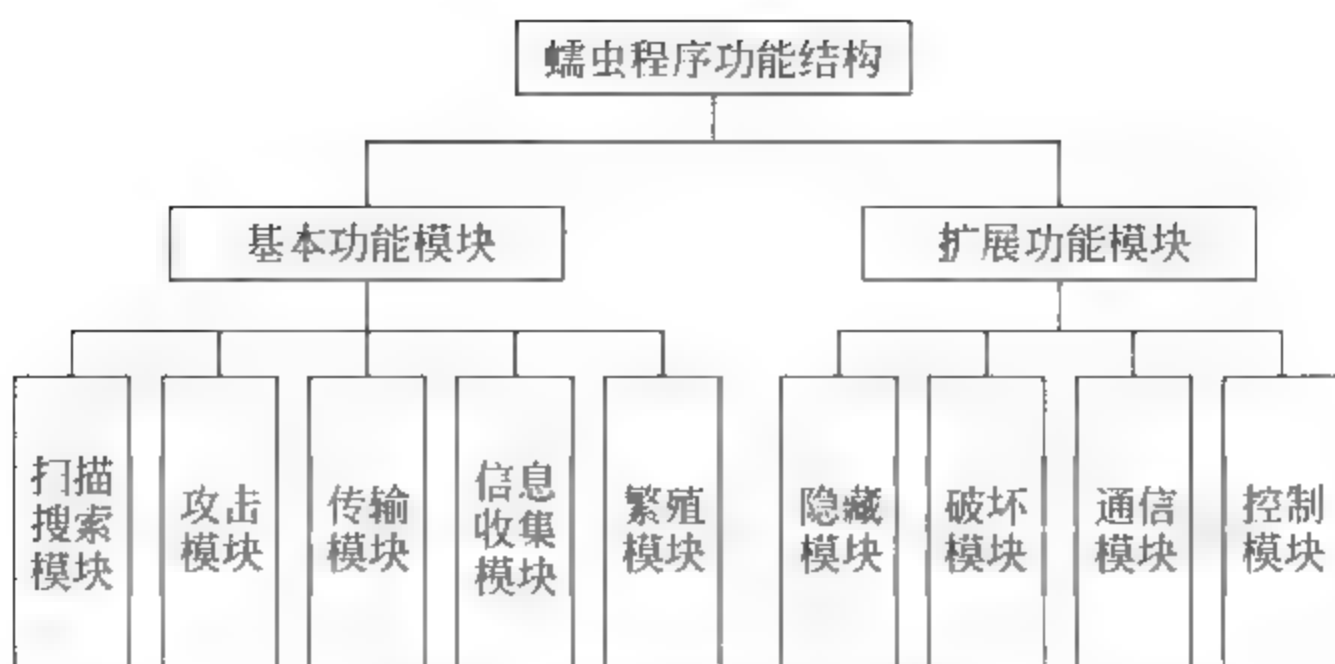 蠕虫程序功能结构
基本功能模块
扩展功能模块
扫描
搜索
模块
攻击
模块
传输
模块
信息
收集
模块
繁殖
模块
隐藏
模块
破坏
模块
通信
模块
控制
模块